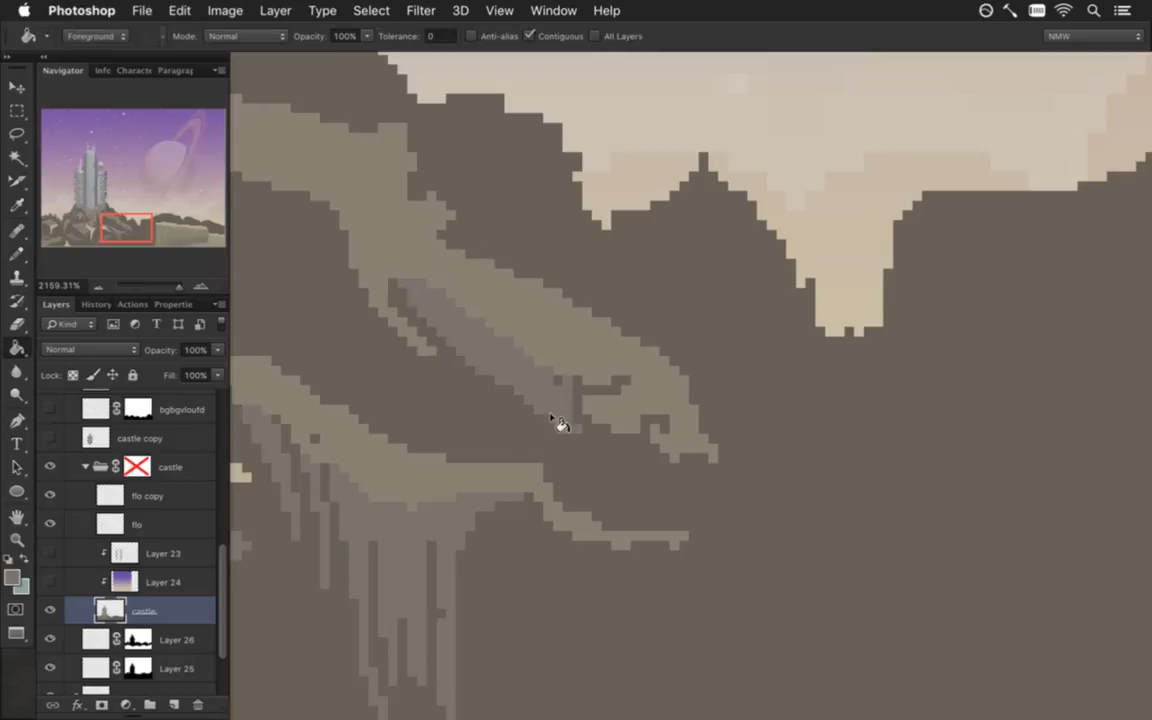 Photoshop File Edit Image Layer Type Select Filter 3D View Window Help
Foreground Mode: Normal Opacity: 100% Tolerance: 0 Anti-alias Contiguous All Layers NMW
Navigator Info Characte Paragrap
2159.31%
Layers History Actions Propertie
Kind
Normal Opacity: 100%
Lock: Fill: 100%
bgbgvloufd
castle copy
castle
flo copy
flo
Layer 23
Layer 24
castle.
Layer 26
Layer 25